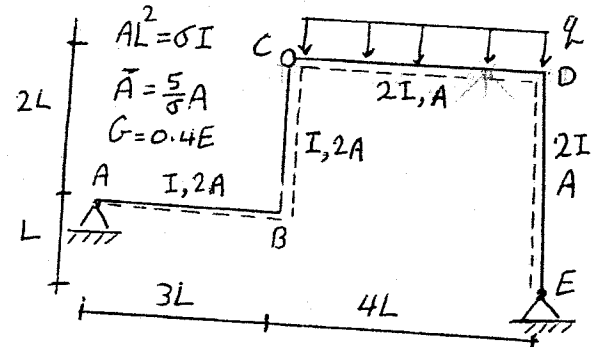 AL² = σI
Ā = 5/σ A
G = 0.4E
2L
L
C
q
D
2I, A
I, 2A
2I
A
A
I, 2A
B
E
3L
4L